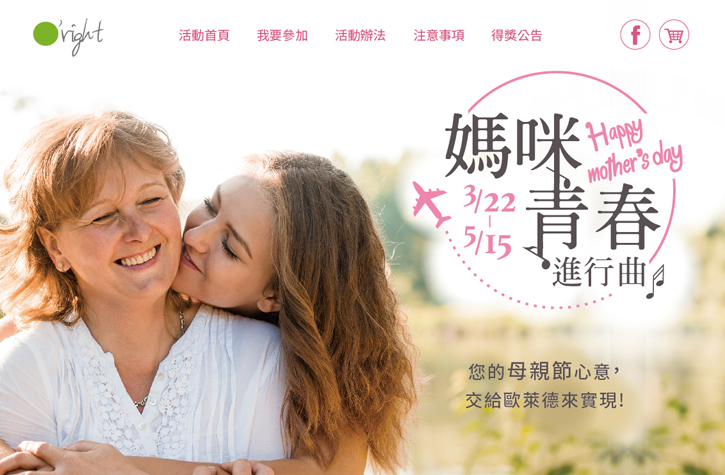 O'right
活動首頁 我要參加 活動辦法 注意事項 得獎公告
媽咪
Happy
mother's day
3/22
5/15
青春
進行曲
您的母親節心意，
交給歐萊德來實現!